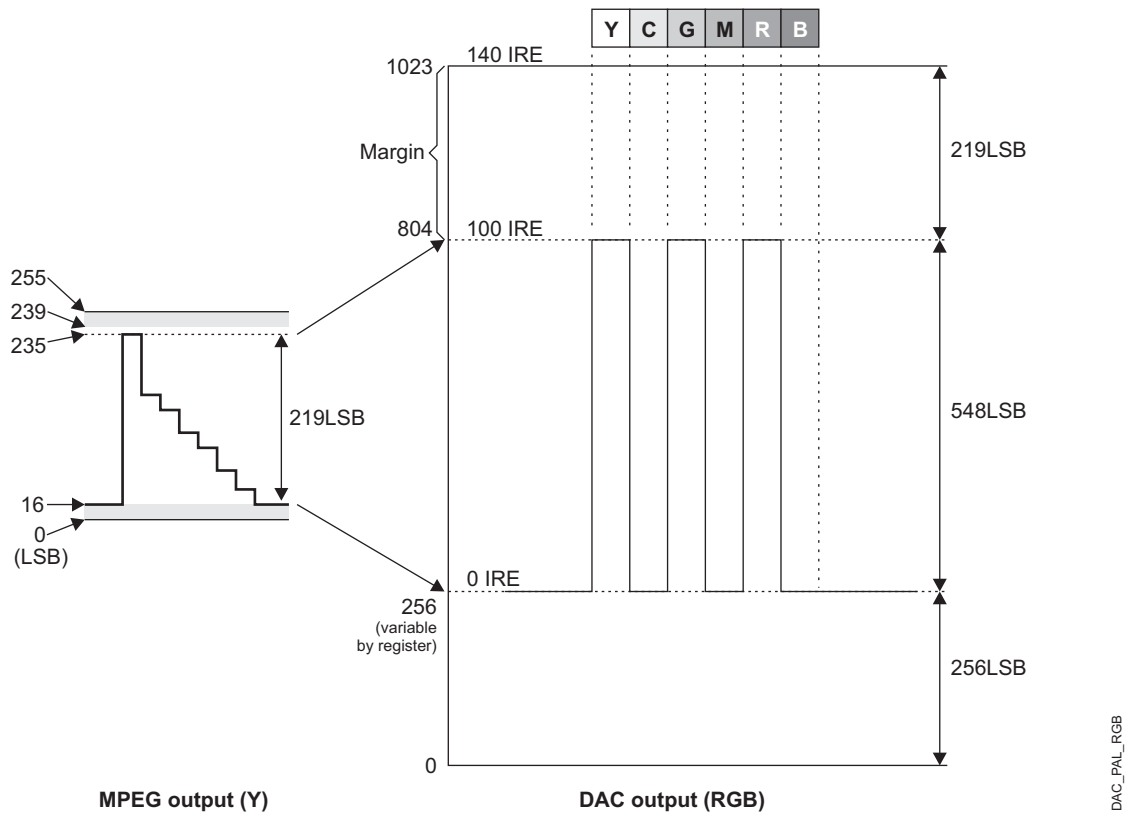 Y C G M R B
140 IRE
1023
Margin
219LSB
804
100 IRE
255
239
235
219LSB
548LSB
16
0
(LSB)
0 IRE
256
(variable
by register)
256LSB
0
MPEG output (Y)
DAC output (RGB)
DAC_PAL_RGB